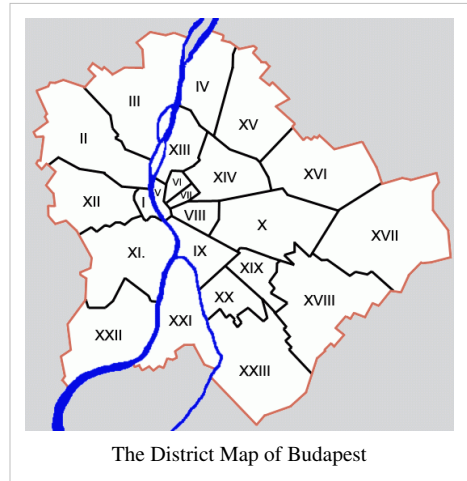 IV
III
XV
II
XIII
XVI
VI
XIV
V
VII
XII
I
VIII
X
XVII
XI.
IX
XIX
XX
XVIII
XXI
XXII
XXIII
The District Map of Budapest